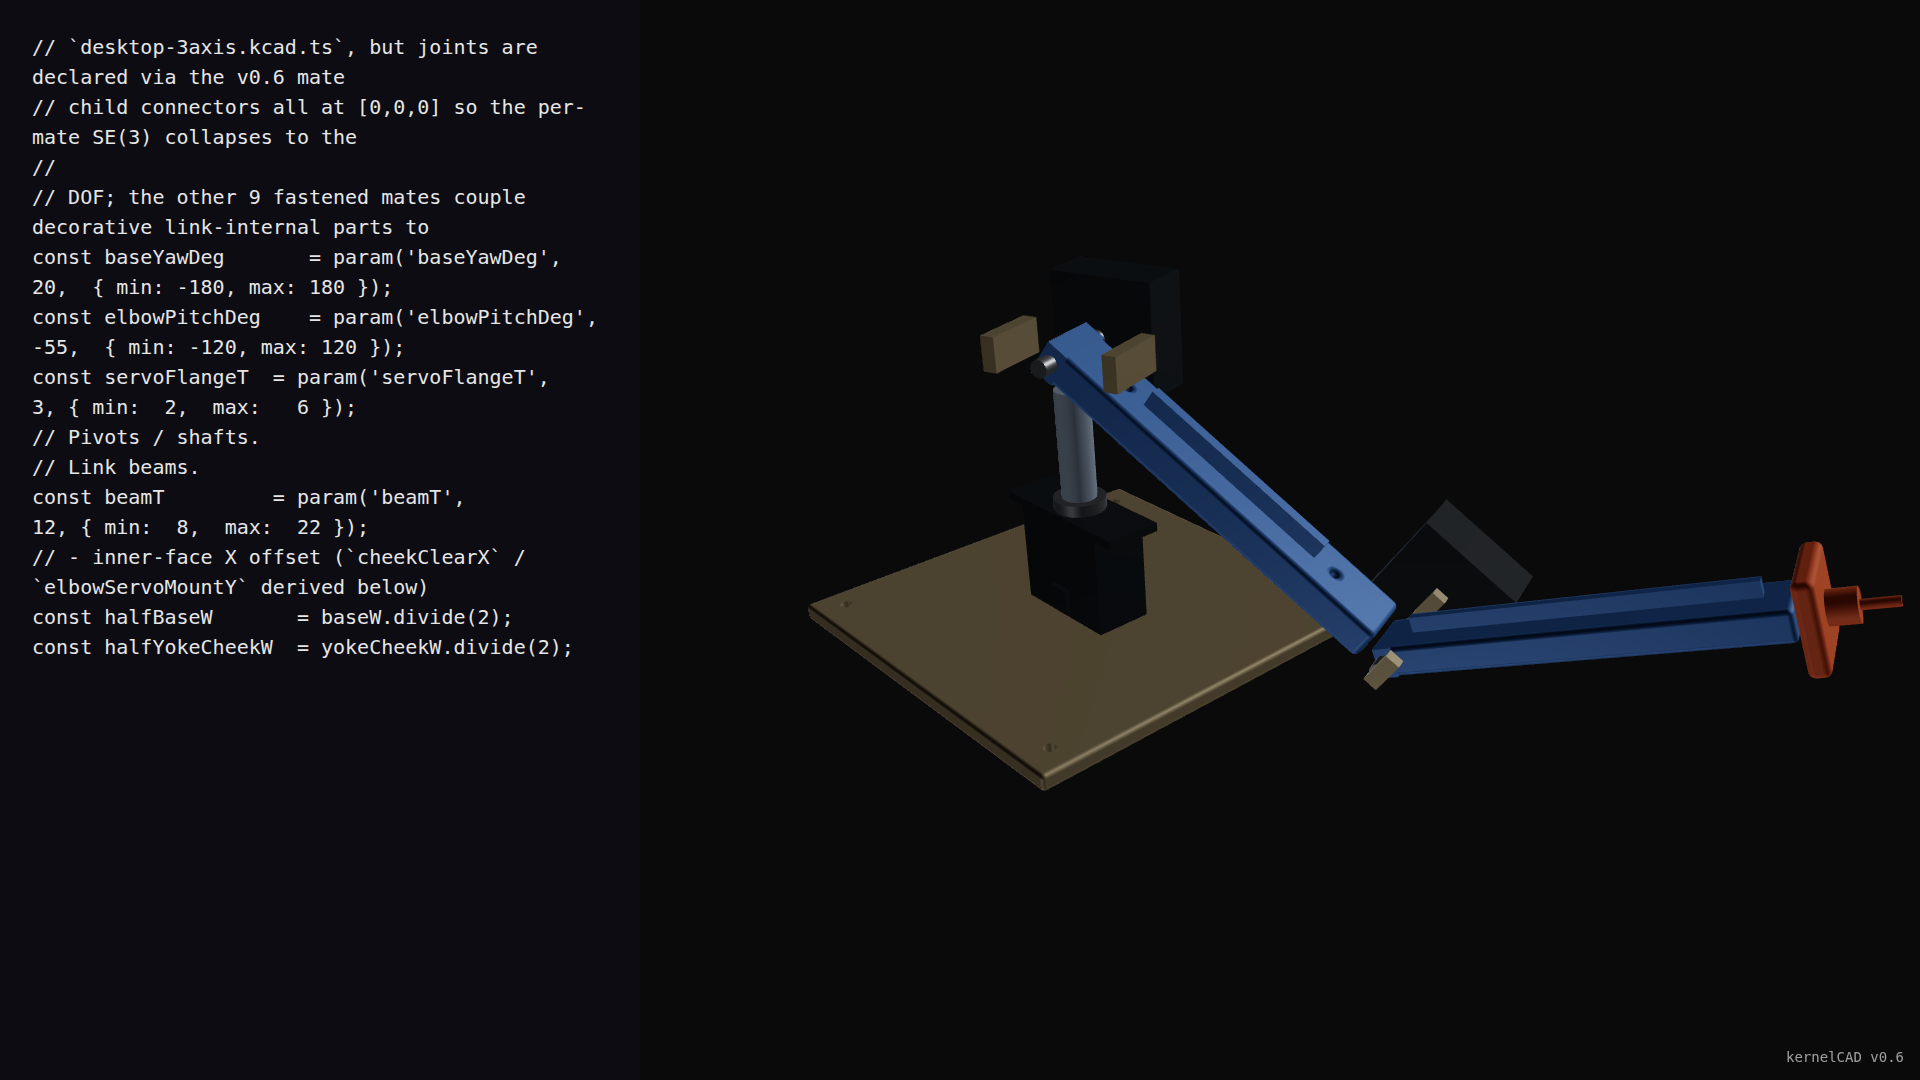 // `desktop-3axis.kcad.ts`, but joints are
declared via the v0.6 mate
// child connectors all at [0,0,0] so the per-
mate SE(3) collapses to the
//
// DOF; the other 9 fastened mates couple
decorative link-internal parts to
const baseYawDeg       = param('baseYawDeg',
20,  { min: -180, max: 180 });
const elbowPitchDeg    = param('elbowPitchDeg',
-55,  { min: -120, max: 120 });
const servoFlangeT  = param('servoFlangeT',
3, { min:  2,  max:   6 });
// Pivots / shafts.
// Link beams.
const beamT         = param('beamT',
12, { min:  8,  max:  22 });
// - inner-face X offset (`cheekClearX` /
`elbowServoMountY` derived below)
const halfBaseW       = baseW.divide(2);
const halfYokeCheekW  = yokeCheekW.divide(2);
kernelCAD v0.6